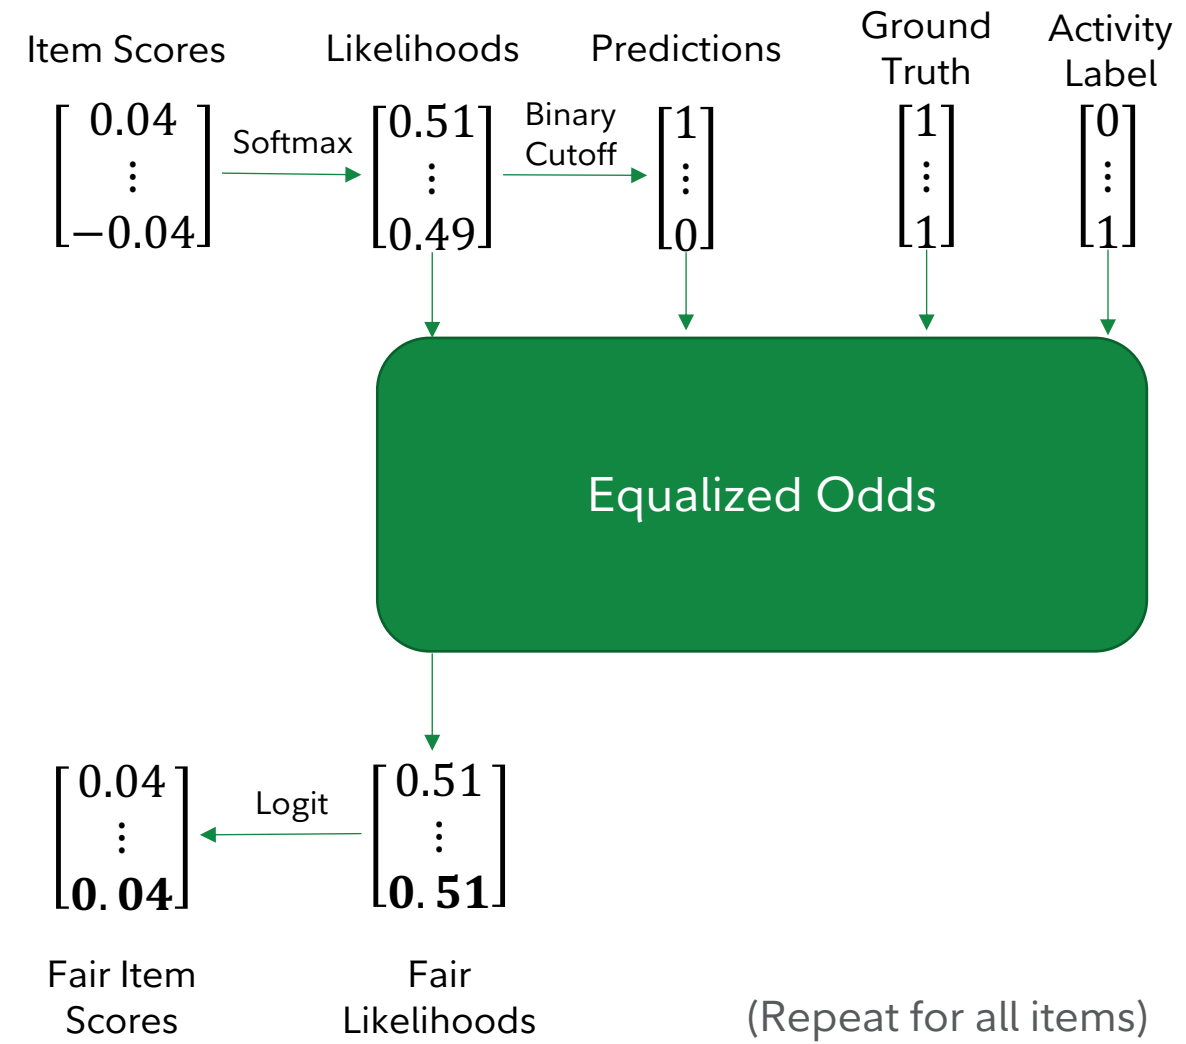 Item Scores
Likelihoods
Predictions
Ground
Truth
Activity
Label
0.04
⋮
−0.04
Softmax
0.51
⋮
0.49
Binary
Cutoff
1
⋮
0
1
⋮
1
0
⋮
1
Equalized Odds
0.04
⋮
0.04
Logit
0.51
⋮
0.51
Fair Item
Scores
Fair
Likelihoods
(Repeat for all items)